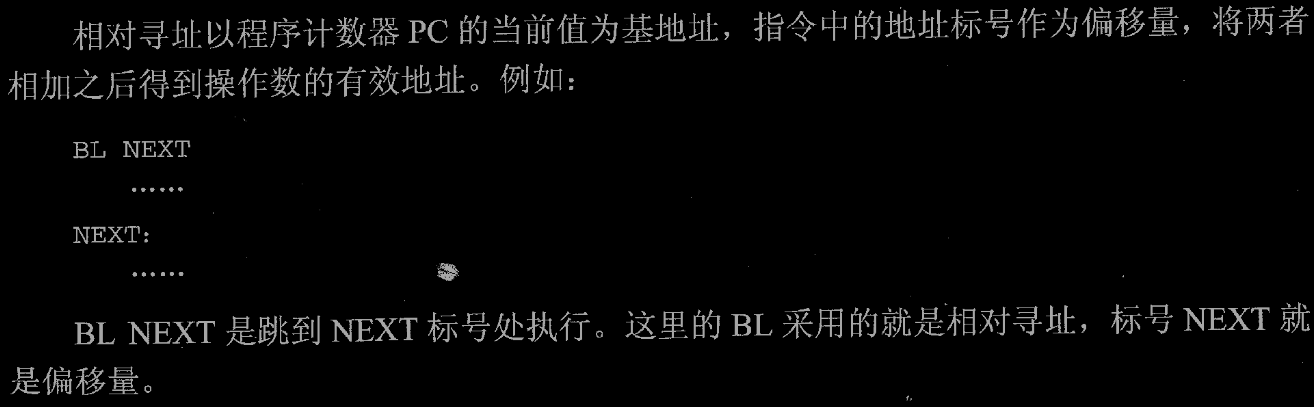 相对寻址以程序计数器 PC 的当前值为基地址，指令中的地址标号作为偏移量，将两者
相加之后得到操作数的有效地址。例如：
BL NEXT
……
NEXT:
……
BL NEXT 是跳到 NEXT 标号处执行。这里的 BL 采用的就是相对寻址，标号 NEXT 就
是偏移量。